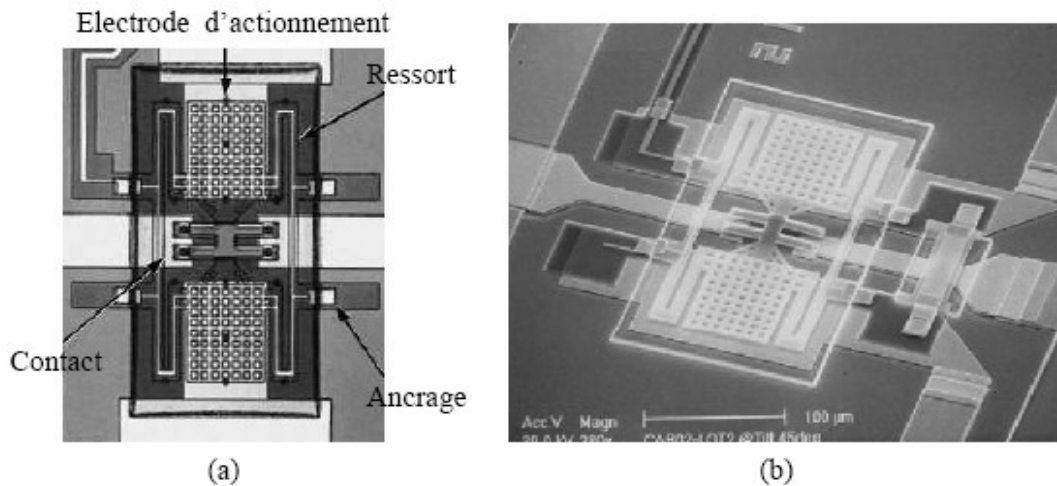 Electrode d'actionnement
Ressort
Contact
Ancrage
Acc.V Magn
100 µm
(a)
(b)